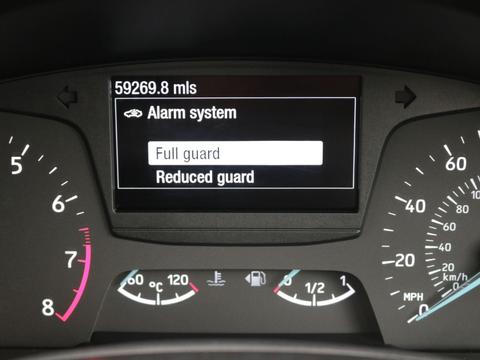 59269.8 mls
Alarm system
Full guard
Reduced guard
5
6
7
8
60 °C 120
0 1/2 1
60
40
20
MPH 0
100
80
60
40
20
km/h
0